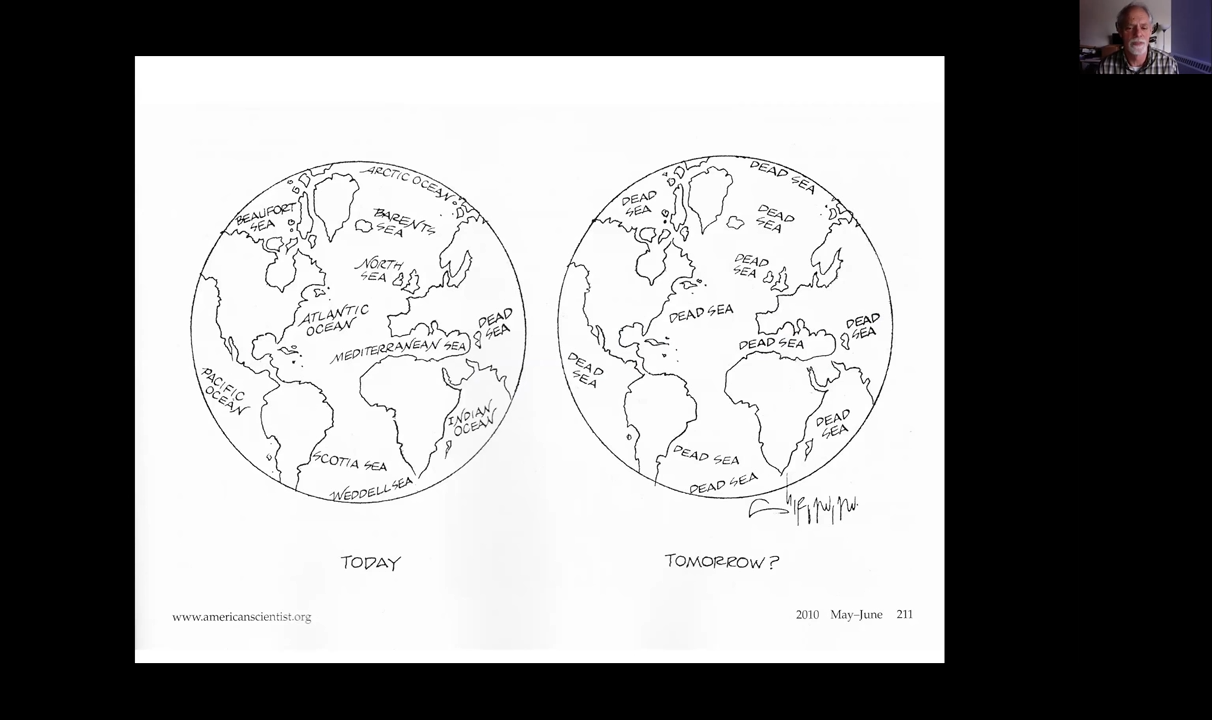 ARCTIC OCEAN
BEAUFORT
SEA
BARENTS
SEA
NORTH
SEA
ATLANTIC
OCEAN
DEAD
SEA
MEDITERRANEAN SEA
PACIFIC
OCEAN
INDIAN
OCEAN
SCOTIA SEA
WEDDELL SEA
TODAY
DEAD SEA
DEAD
SEA
DEAD
SEA
DEAD
SEA
DEAD SEA
DEAD
SEA
DEAD SEA
DEAD
SEA
DEAD
SEA
DEAD SEA
DEAD SEA
TOMORROW?
www.americanscientist.org
2010 May–June 211